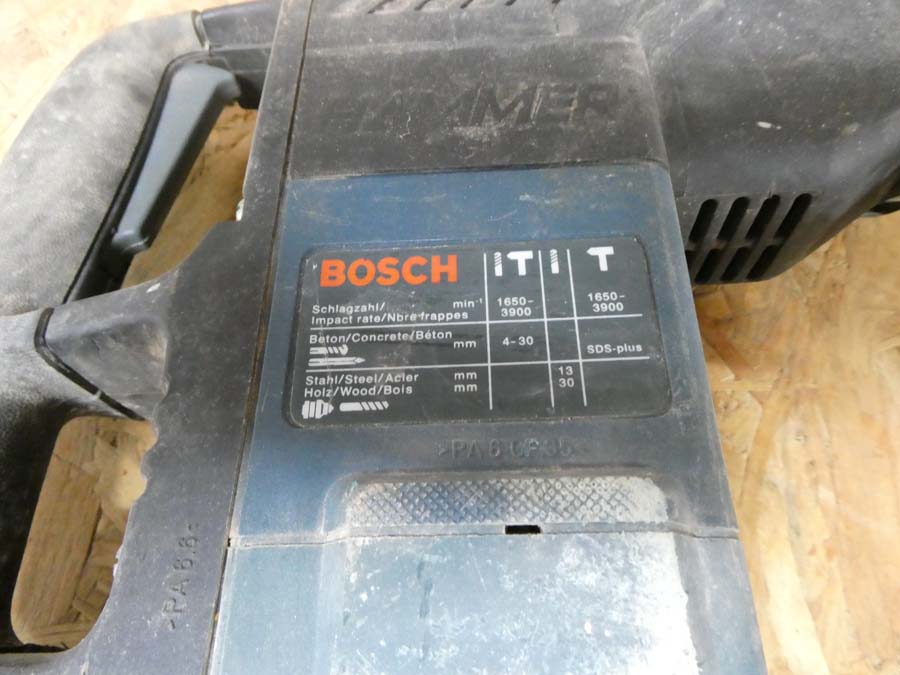 HAMMER
BOSCH
Schlagzahl/ min-¹ 1650- 1650-
Impact rate/Nbre frappes 3900 3900
Beton/Concrete/Béton
mm 4-30 SDS-plus
Stahl/Steel/Acier mm 13
Holz/Wood/Bois mm 30
>PA 6 GF35<
>PA 6.6<